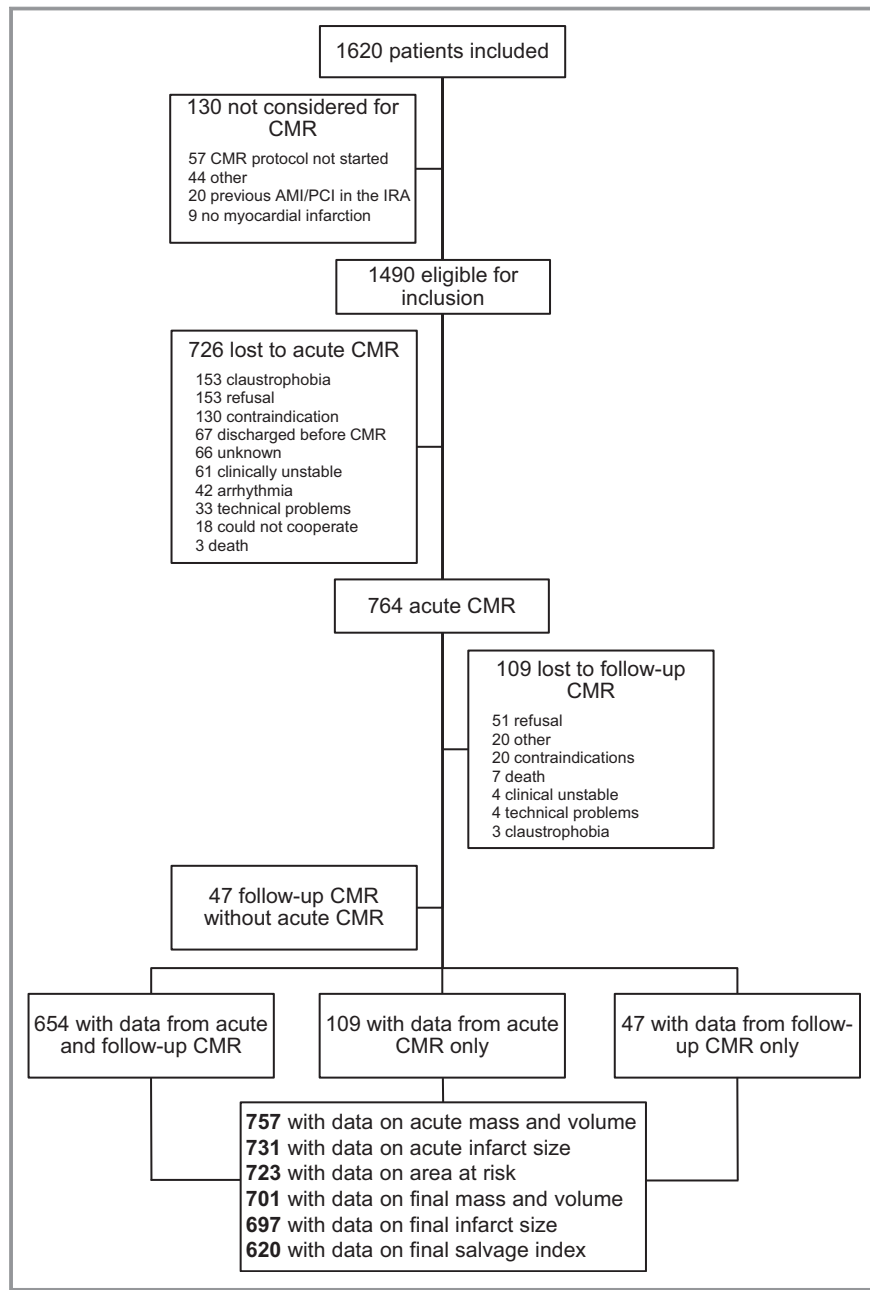 1620 patients included
130 not considered for
CMR
57 CMR protocol not started
44 other
20 previous AMI/PCI in the IRA
9 no myocardial infarction
1490 eligible for
inclusion
726 lost to acute CMR
153 claustrophobia
153 refusal
130 contraindication
67 discharged before CMR
66 unknown
61 clinically unstable
42 arrhythmia
33 technical problems
18 could not cooperate
3 death
764 acute CMR
109 lost to follow-up
CMR
51 refusal
20 other
20 contraindications
7 death
4 clinical unstable
4 technical problems
3 claustrophobia
47 follow-up CMR
without acute CMR
654 with data from acute
and follow-up CMR
109 with data from acute
CMR only
47 with data from follow-
up CMR only
757 with data on acute mass and volume
731 with data on acute infarct size
723 with data on area at risk
701 with data on final mass and volume
697 with data on final infarct size
620 with data on final salvage index